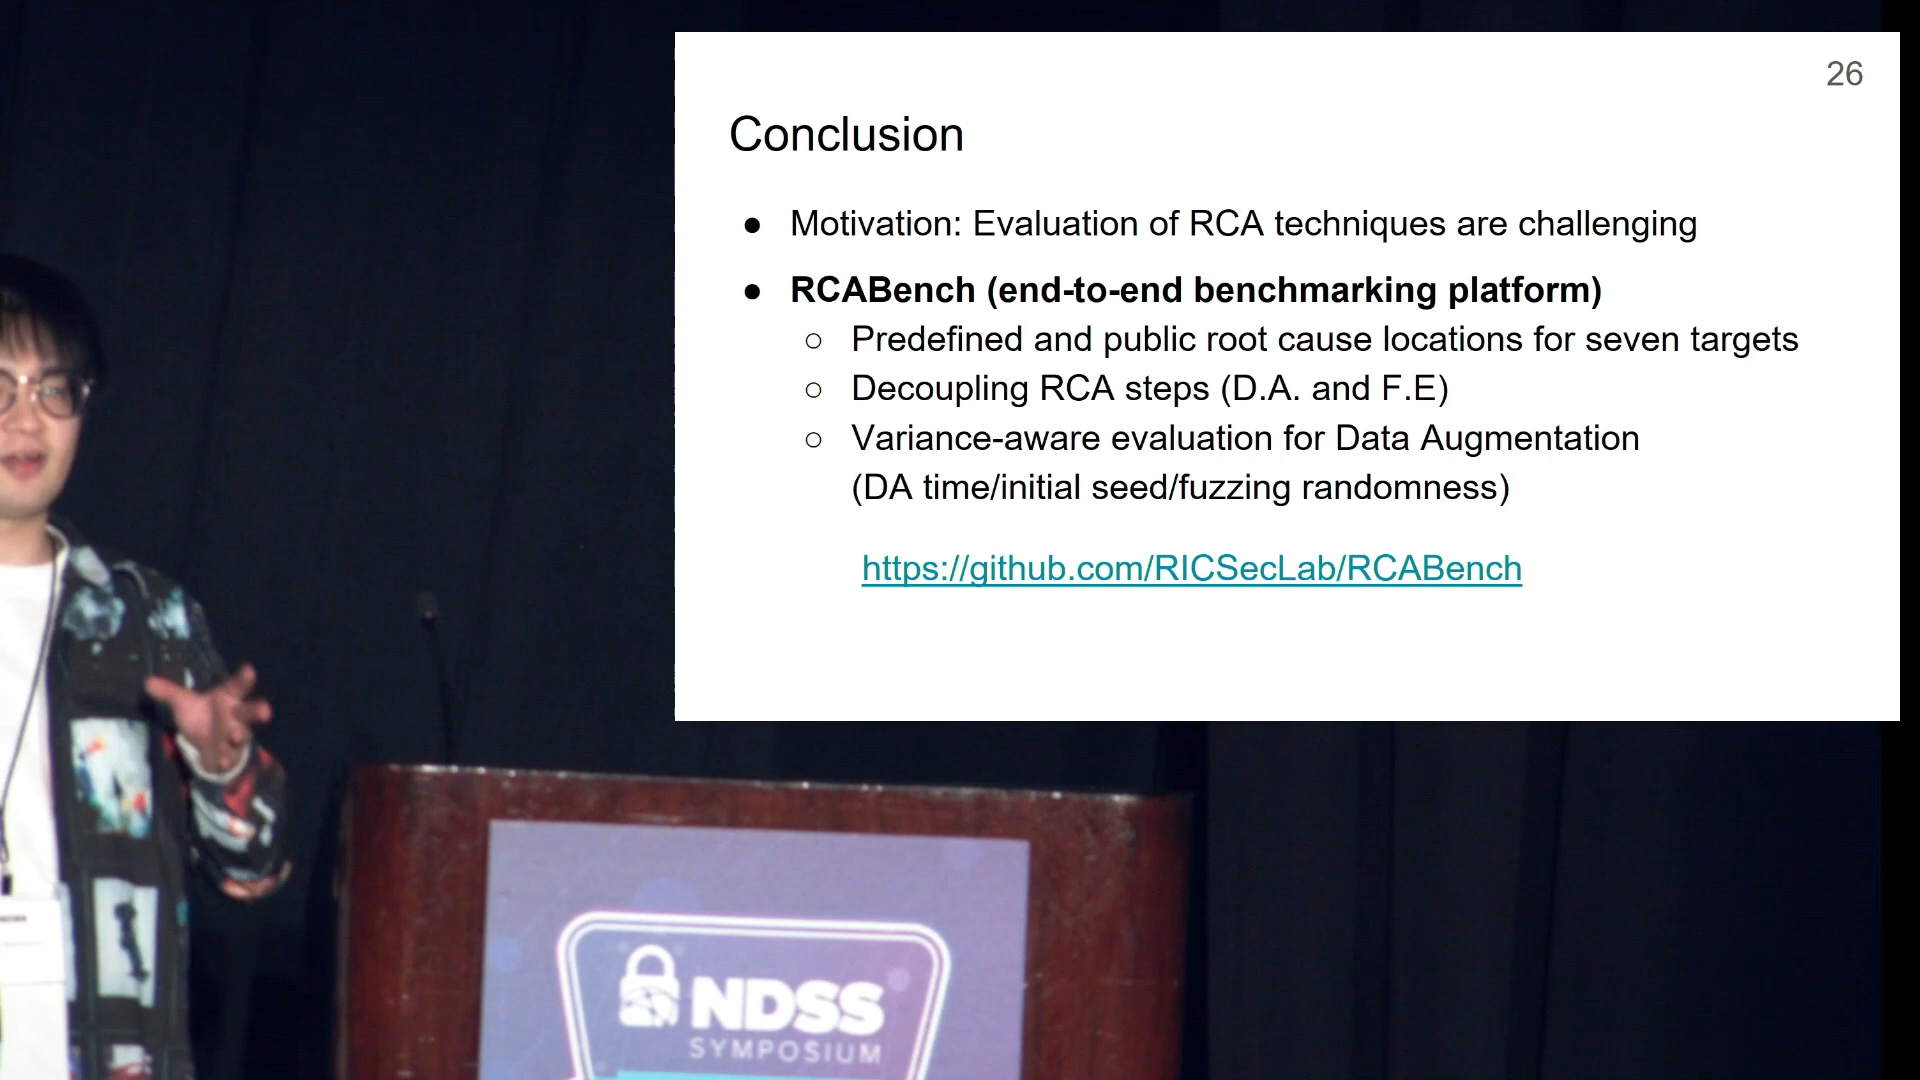 26
Conclusion
● Motivation: Evaluation of RCA techniques are challenging
● RCABench (end-to-end benchmarking platform)
○ Predefined and public root cause locations for seven targets
○ Decoupling RCA steps (D.A. and F.E)
○ Variance-aware evaluation for Data Augmentation
(DA time/initial seed/fuzzing randomness)
https://github.com/RICSecLab/RCABench
NDSS
SYMPOSIUM